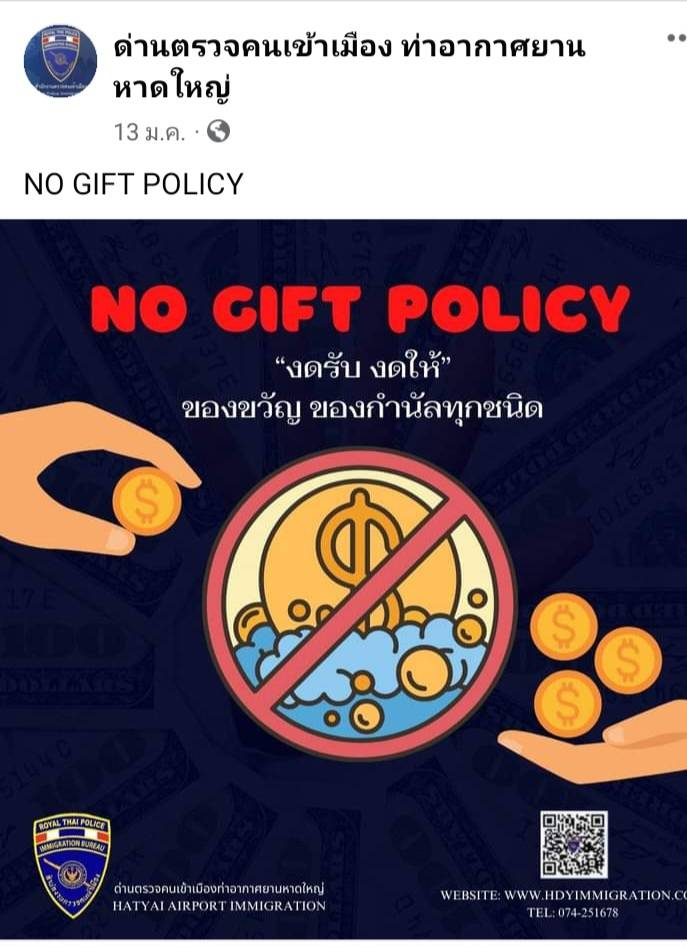 ด่านตรวจคนเข้าเมือง ท่าอากาศยาน
หาดใหญ่
13 ม.ค. ·
NO GIFT POLICY
NO GIFT POLICY
“งดรับ งดให้”
ของขวัญ ของกำนัลทุกชนิด
ROYAL THAI POLICE
IMMIGRATION BUREAU
ด่านตรวจคนเข้าเมืองท่าอากาศยานหาดใหญ่
HATYAI AIRPORT IMMIGRATION
WEBSITE: WWW.HDYIMMIGRATION.CO
TEL: 074-251678